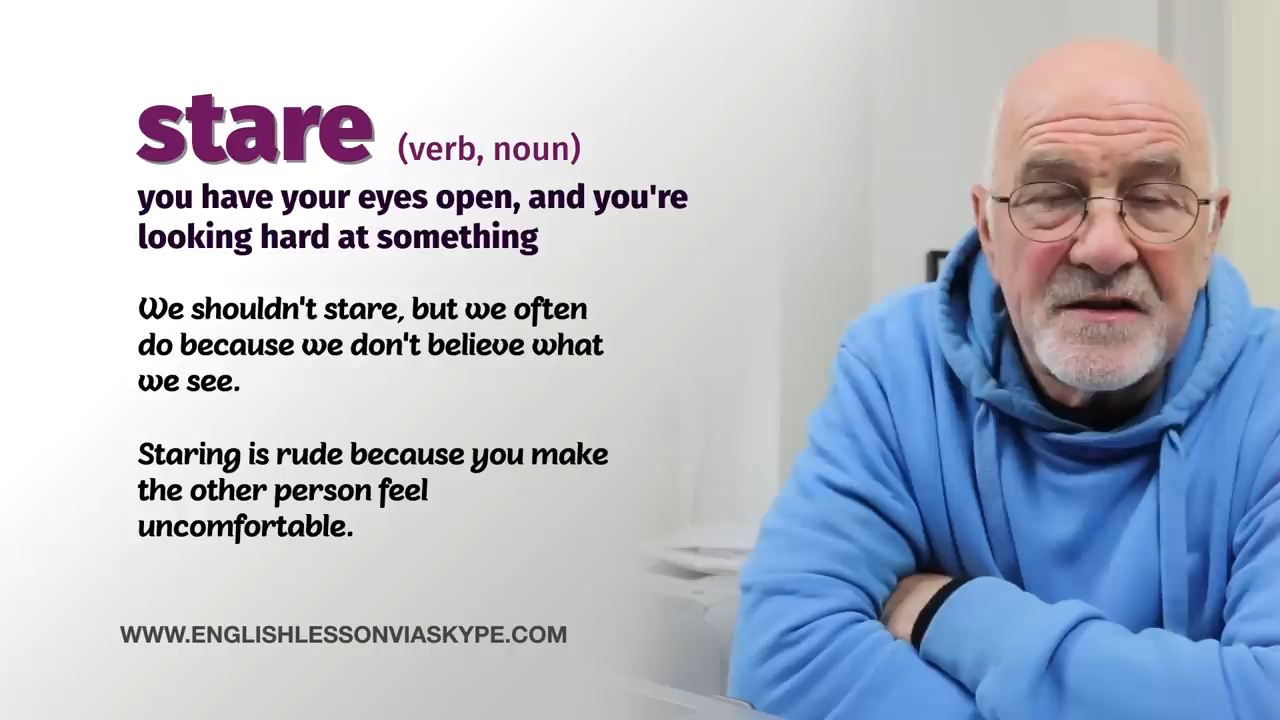 stare (verb, noun)
you have your eyes open, and you're
looking hard at something
We shouldn't stare, but we often
do because we don't believe what
we see.
Staring is rude because you make
the other person feel
uncomfortable.
WWW.ENGLISHLESSONVIASKYPE.COM